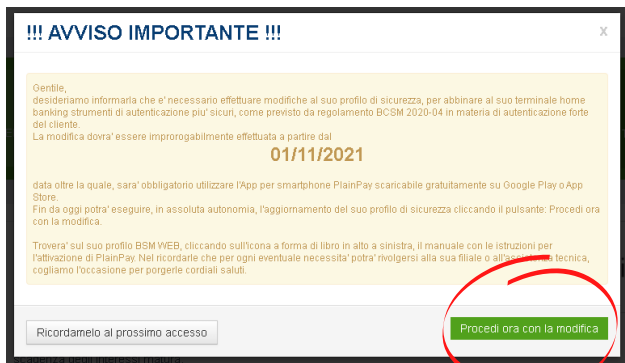 !!! AVVISO IMPORTANTE !!!
x
Gentile,
desideriamo informarla che e' necessario effettuare modifiche al suo profilo di sicurezza, per abbinare al suo terminale home
banking strumenti di autenticazione piu' sicuri, come previsto da regolamento BCSM 2020-04 in materia di autenticazione forte
del cliente.
La modifica dovra' essere improrogabilmente effettuata a partire dal
01/11/2021
data oltre la quale, sara' obbligatorio utilizzare l'App per smartphone PlainPay scaricabile gratuitamente su Google Play o App
Store.
Fin da oggi potra' eseguire, in assoluta autonomia, l'aggiornamento del suo profilo di sicurezza cliccando il pulsante: Procedi ora
con la modifica.
Trovera' sul suo profilo BSM WEB, cliccando sull'icona a forma di libro in alto a sinistra, il manuale con le istruzioni per
l'attivazione di PlainPay. Nel ricordarle che per ogni eventuale necessita' potra' rivolgersi alla sua filiale o all'assistenza tecnica,
cogliamo l'occasione per porgerle cordiali saluti.
Ricordamelo al prossimo accesso
Procedi ora con la modifica